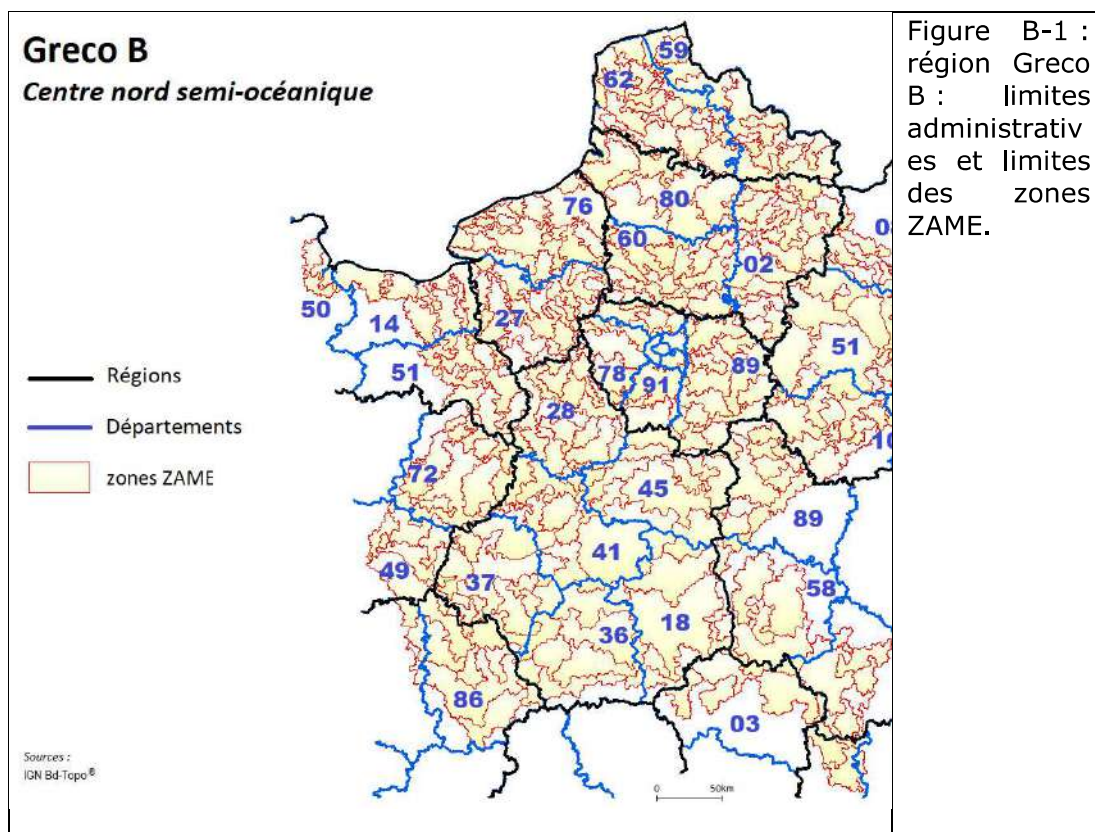 Greco B
Centre nord semi-océanique
59
62
76
80
60
02
50
14
27
51
51
78
91
89
28
72
45
89
41
49
37
58
36
18
86
03
Régions
Départements
zones ZAME
Sources :
IGN Bd-Topo®
0 50km
Figure B-1 :
région Greco
B : limites
administrativ
es et limites
des zones
ZAME.